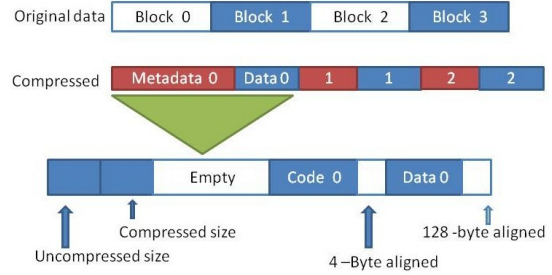 Original data Block 0 Block 1 Block 2 Block 3
Compressed Metadata 0 Data 0 1 1 2 2
Empty Code 0 Data 0
Compressed size 128 -byte aligned
Uncompressed size 4 –Byte aligned